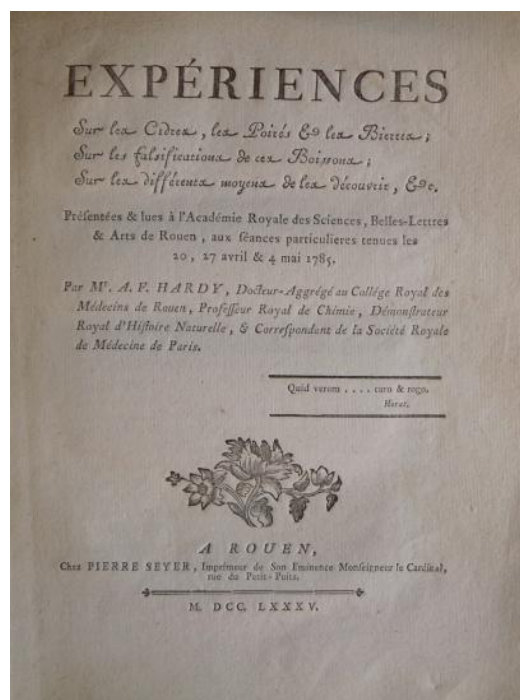 EXPÉRIENCES
Sur les Cidres, les Poirés & les Bierres ;
Sur les falsifications de ces Boissons ;
Sur les différents moyens de les découvrir, &c.
Préſentées & lues à l'Académie Royale des Sciences, Belles-Lettres
& Arts de Rouen, aux ſéances particulieres tenues les
20, 27 avril & 4 mai 1785.
Par Mr. A. F. HARDY, Docteur-Aggrégé au Collége Royal des
Médecins de Rouen, Profeſſeur Royal de Chimie, Démonſtrateur
Royal d'Hiſtoire Naturelle, & Correſpondant de la Société Royale
de Médecine de Paris.
Quid verum . . . . curo & rogo.
Horat.
A ROUEN,
Chez PIERRE SEYER, Imprimeur de Son Eminence Monſeigneur le Cardinal,
rue du Petit-Puits.
M. DCC. LXXXV.